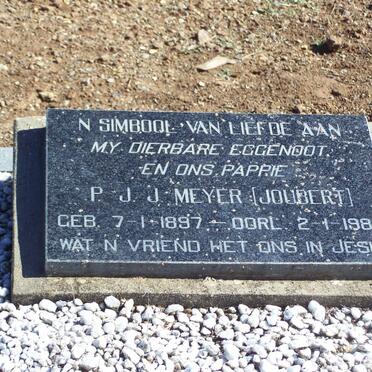 'N SIMBOOL VAN LIEFDE AAN
MY DIERBARE EGGENOOT
EN ONS PAPPIE
P. J. J. MEYER (JOUBERT)
GEB. 7-1-1897 – OORL. 2-1-198
WAT 'N VRIEND HET ONS IN